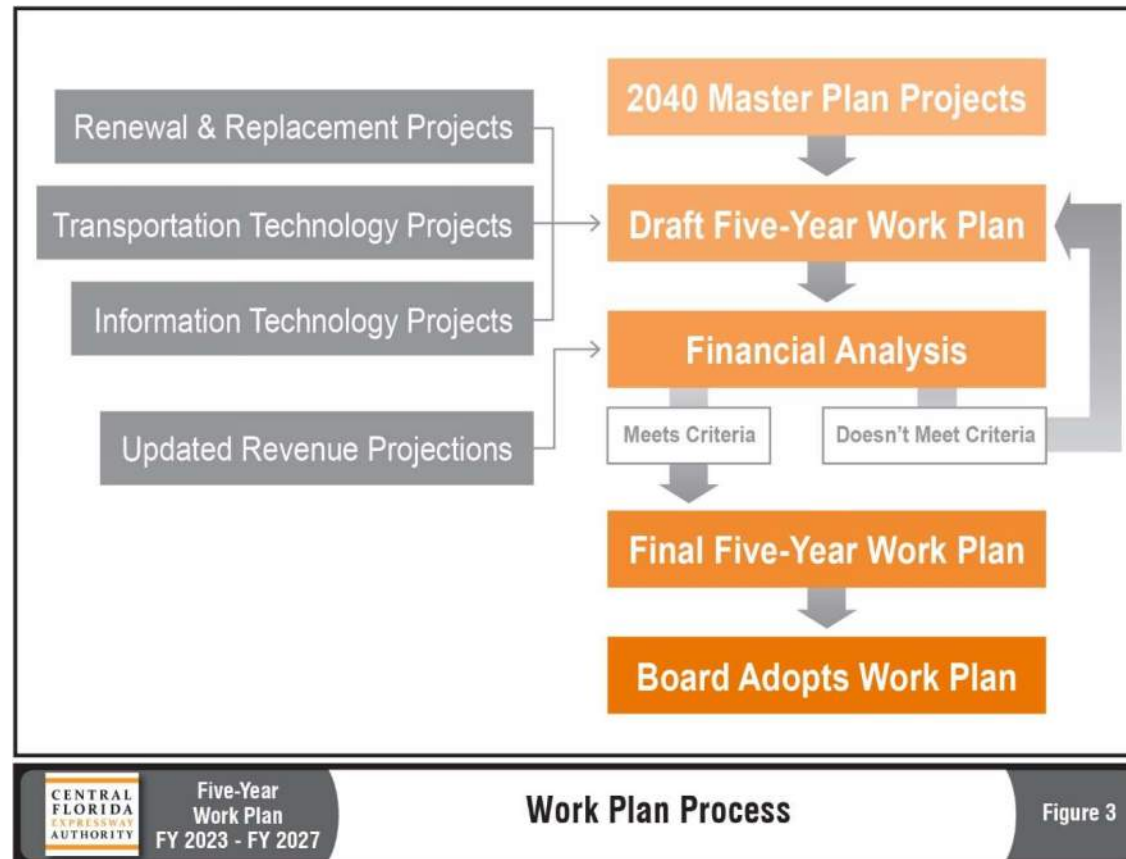 2040 Master Plan Projects
Renewal & Replacement Projects
Transportation Technology Projects
Draft Five-Year Work Plan
Information Technology Projects
Financial Analysis
Updated Revenue Projections
Meets Criteria
Doesn't Meet Criteria
Final Five-Year Work Plan
Board Adopts Work Plan
CENTRAL
FLORIDA
EXPRESSWAY
AUTHORITY
Five-Year
Work Plan
FY 2023 - FY 2027
Work Plan Process
Figure 3